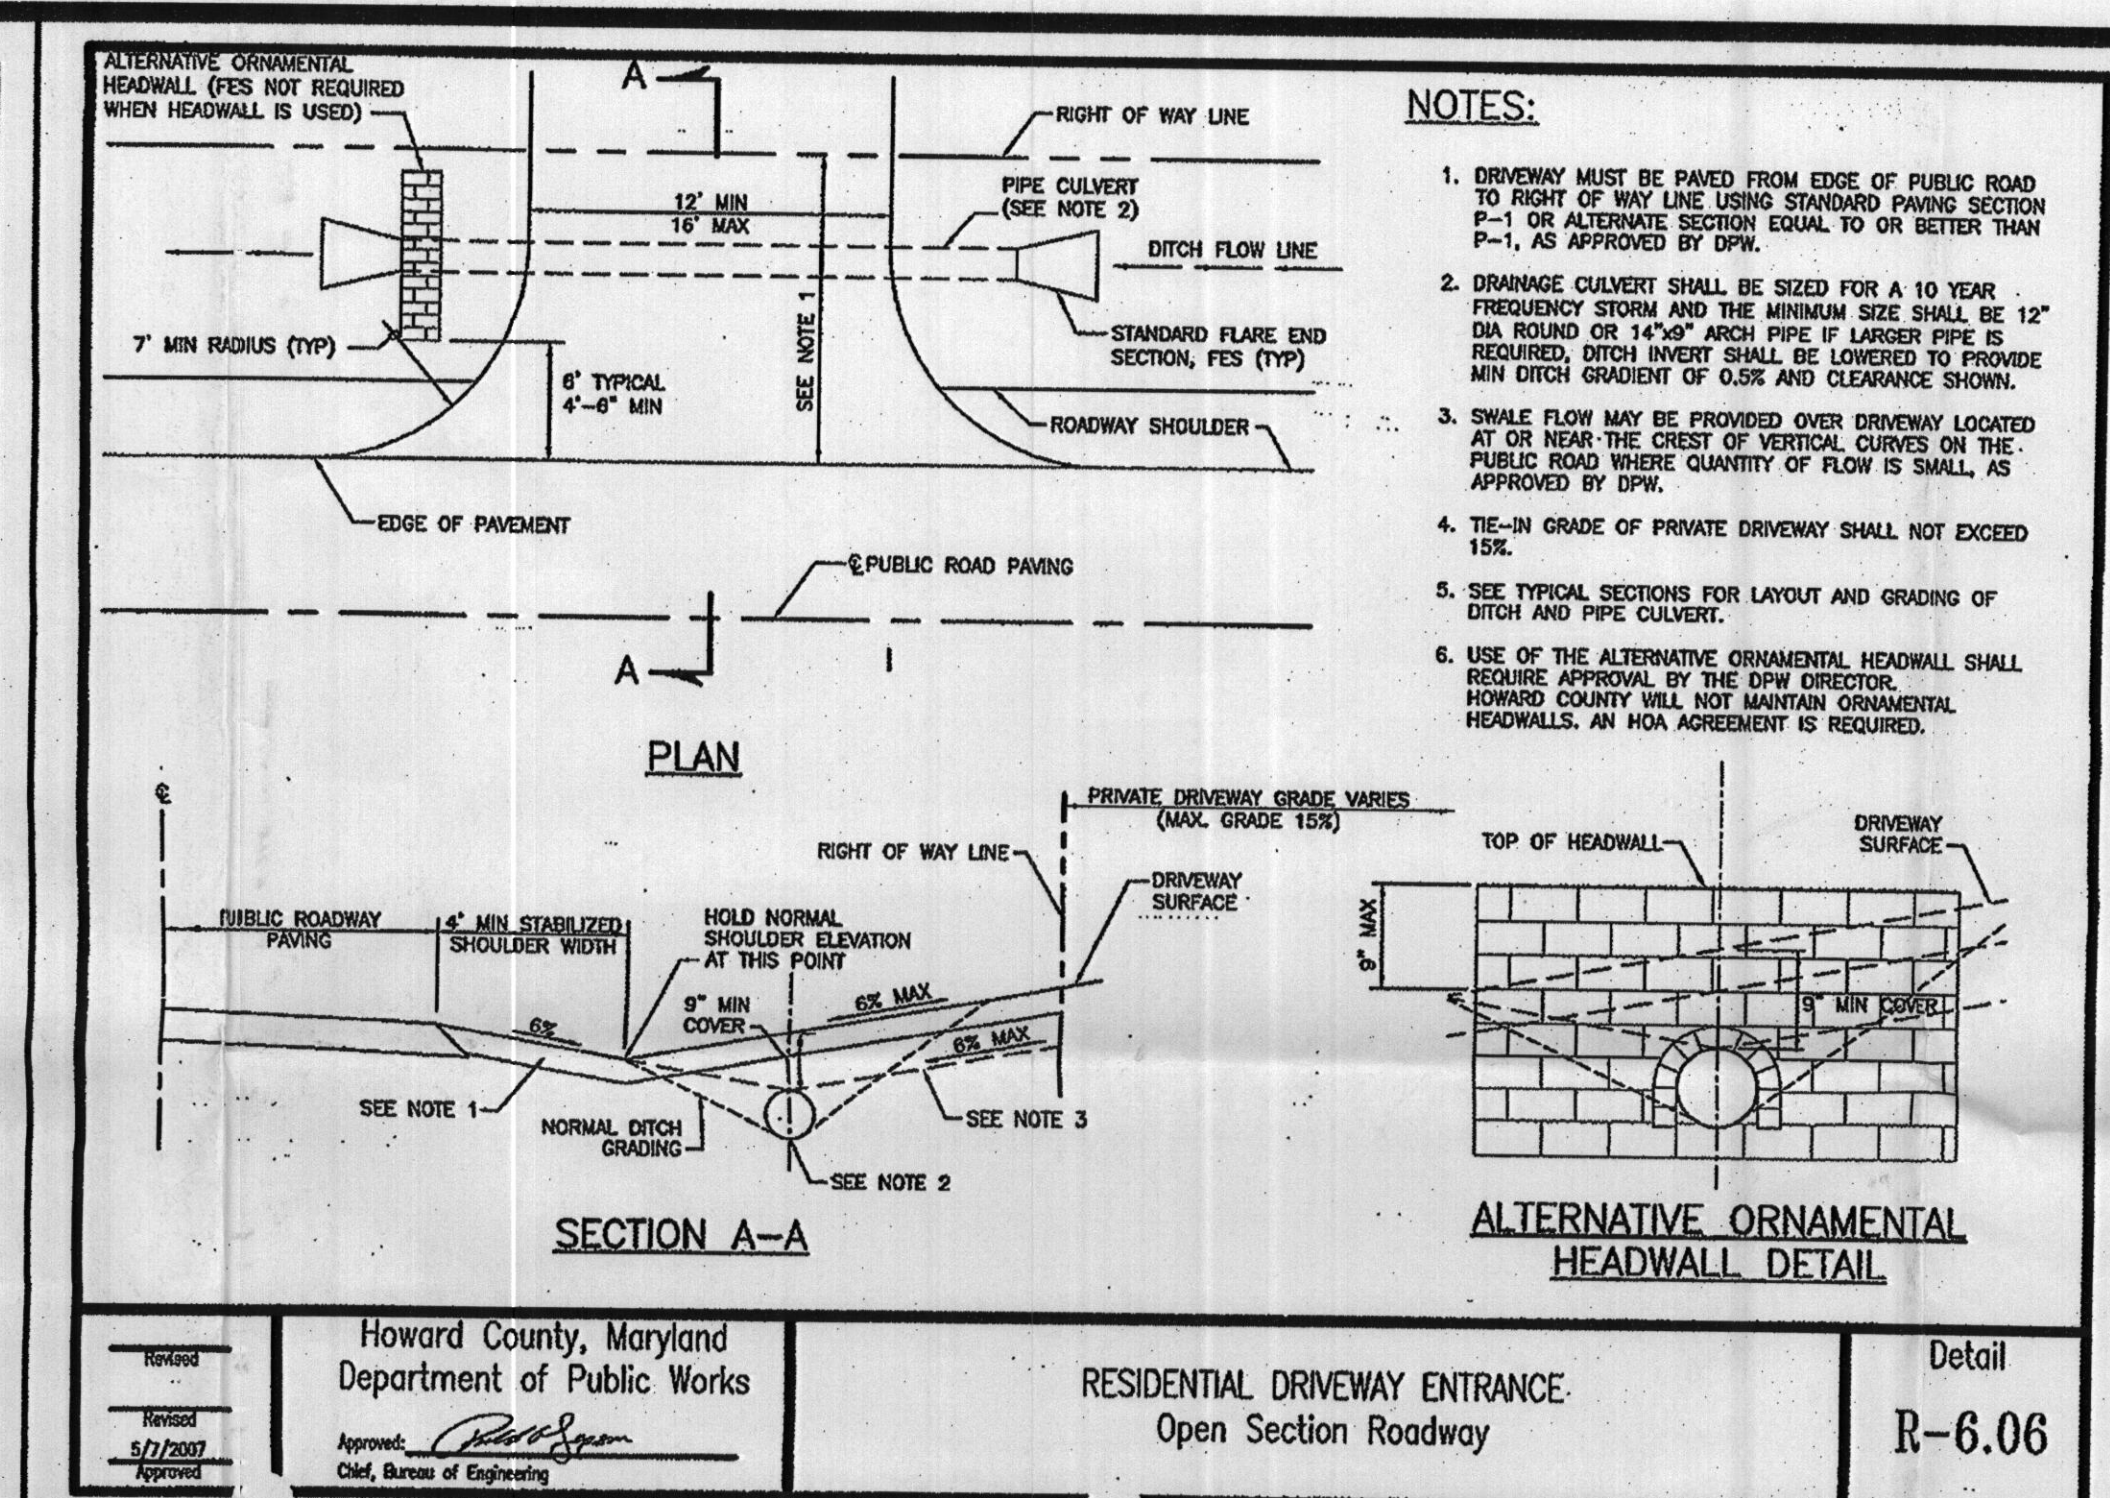 ALTERNATIVE ORNAMENTAL
HEADWALL (FES NOT REQUIRED
WHEN HEADWALL IS USED)
A
RIGHT OF WAY LINE
12' MIN
16' MAX
PIPE CULVERT
(SEE NOTE 2)
DITCH FLOW LINE
7' MIN RADIUS (TYP)
SEE NOTE 1
STANDARD FLARE END
SECTION, FES (TYP)
6' TYPICAL
4'-6" MIN
ROADWAY SHOULDER
EDGE OF PAVEMENT
℄ PUBLIC ROAD PAVING
A
PLAN
NOTES:
1. DRIVEWAY MUST BE PAVED FROM EDGE OF PUBLIC ROAD
TO RIGHT OF WAY LINE USING STANDARD PAVING SECTION
P-1 OR ALTERNATE SECTION EQUAL TO OR BETTER THAN
P-1, AS APPROVED BY DPW.
2. DRAINAGE CULVERT SHALL BE SIZED FOR A 10 YEAR
FREQUENCY STORM AND THE MINIMUM SIZE SHALL BE 12"
DIA ROUND OR 14"x9" ARCH PIPE IF LARGER PIPE IS
REQUIRED, DITCH INVERT SHALL BE LOWERED TO PROVIDE
MIN DITCH GRADIENT OF 0.5% AND CLEARANCE SHOWN.
3. SWALE FLOW MAY BE PROVIDED OVER DRIVEWAY LOCATED
AT OR NEAR THE CREST OF VERTICAL CURVES ON THE
PUBLIC ROAD WHERE QUANTITY OF FLOW IS SMALL, AS
APPROVED BY DPW.
4. TIE-IN GRADE OF PRIVATE DRIVEWAY SHALL NOT EXCEED
15%.
5. SEE TYPICAL SECTIONS FOR LAYOUT AND GRADING OF
DITCH AND PIPE CULVERT.
6. USE OF THE ALTERNATIVE ORNAMENTAL HEADWALL SHALL
REQUIRE APPROVAL BY THE DPW DIRECTOR.
HOWARD COUNTY WILL NOT MAINTAIN ORNAMENTAL
HEADWALLS. AN HOA AGREEMENT IS REQUIRED.
℄
PRIVATE DRIVEWAY GRADE VARIES
(MAX. GRADE 15%)
RIGHT OF WAY LINE
DRIVEWAY
SURFACE
PUBLIC ROADWAY
PAVING
4' MIN STABILIZED
SHOULDER WIDTH
HOLD NORMAL
SHOULDER ELEVATION
AT THIS POINT
9" MIN
COVER
6% MAX
6%
6% MAX
SEE NOTE 1
NORMAL DITCH
GRADING
SEE NOTE 3
SEE NOTE 2
SECTION A-A
TOP OF HEADWALL
DRIVEWAY
SURFACE
9" MAX
9" MIN COVER
ALTERNATIVE ORNAMENTAL
HEADWALL DETAIL
Revised
Revised
5/7/2007
Approved
Howard County, Maryland
Department of Public Works
Approved:
Chief, Bureau of Engineering
RESIDENTIAL DRIVEWAY ENTRANCE
Open Section Roadway
Detail
R-6.06